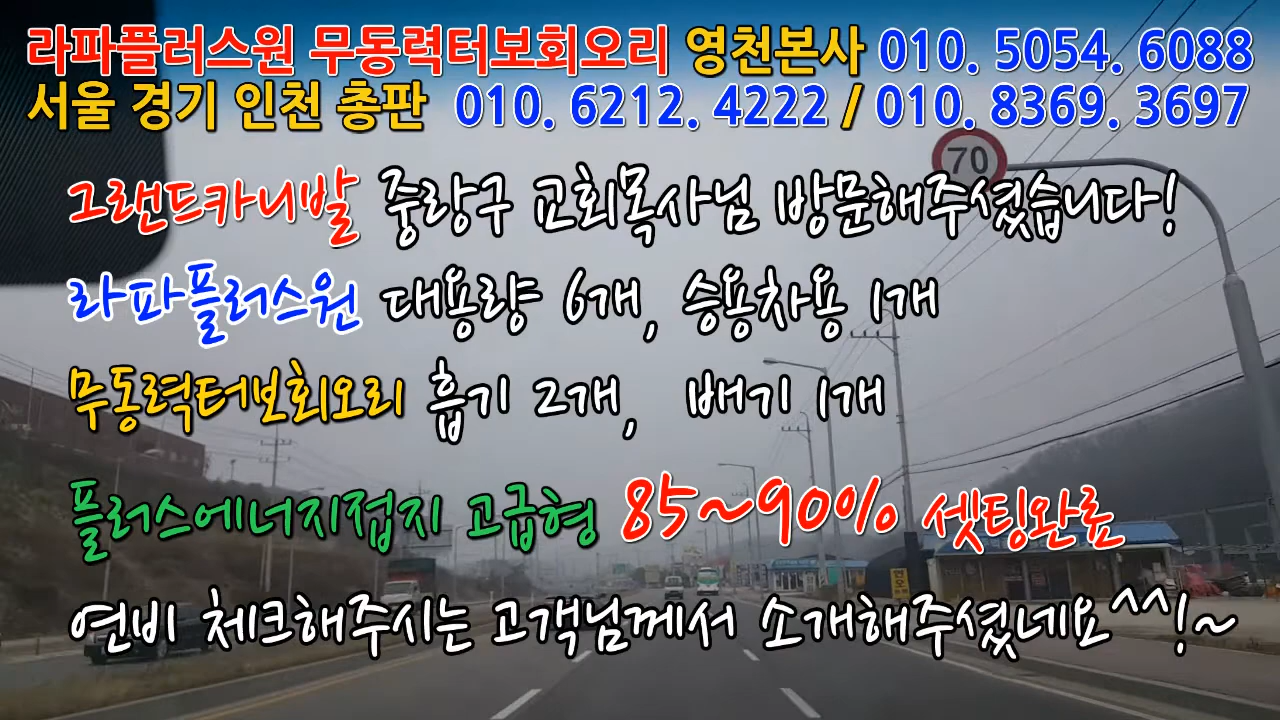 라파플러스원 무동력터보회오리 영천본사 010. 5054. 6088
서울 경기 인천 총판 010. 6212. 4222 / 010. 8369. 3697
70
그랜드카니발 중랑구 교회목사님 방문해주셨습니다!
라파플러스원 대용량 6개, 승용차용 1개
무동력터보회오리 흡기 2개, 배기 1개
플러스에너지접지 고급형 85~90% 셋팅완료
연비 체크해주시는 고객님께서 소개해주셨네요^^!~